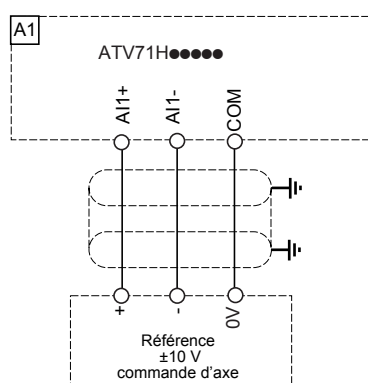 A1
ATV71H●●●●●
AI1+
AI1-
COM
+
-
0V
Référence
±10 V
commande d'axe